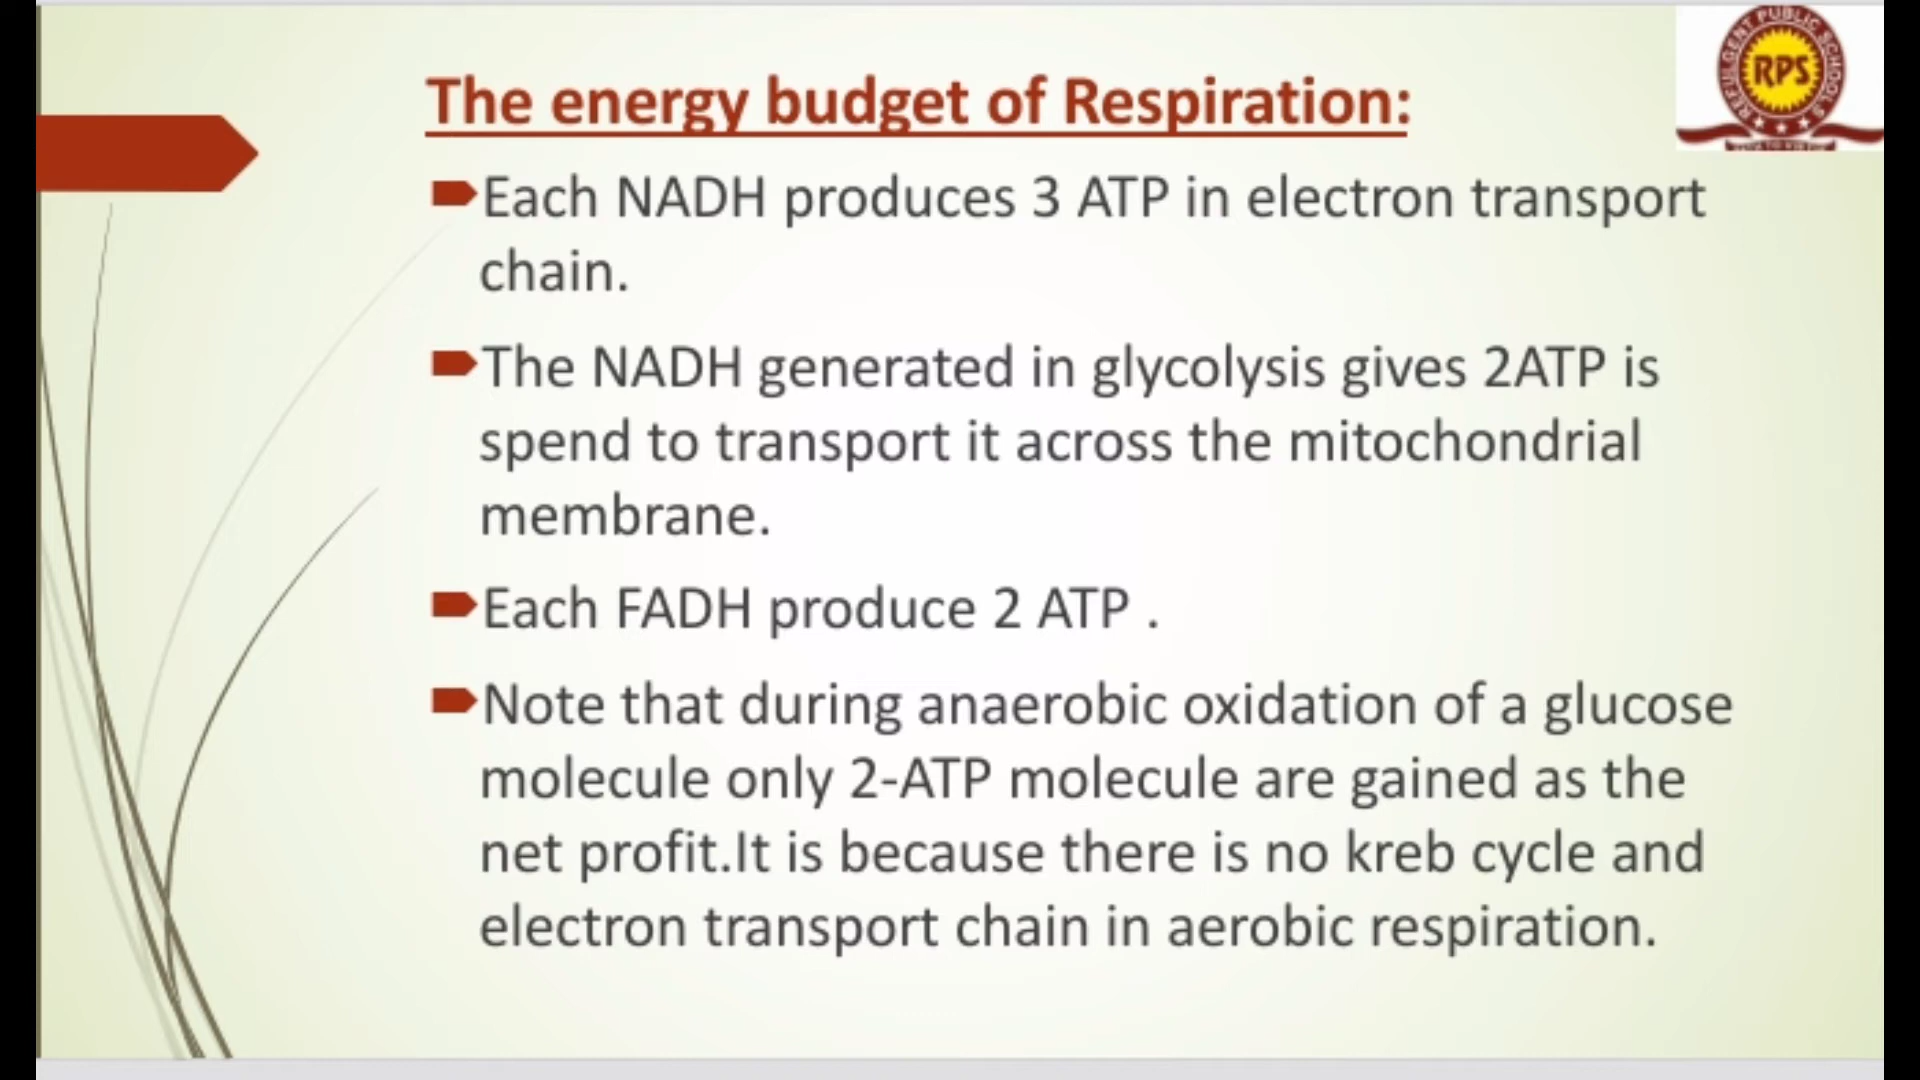 The energy budget of Respiration:
REFULGENT PUBLIC SCHOOLS
RPS
Each NADH produces 3 ATP in electron transport
chain.
The NADH generated in glycolysis gives 2ATP is
spend to transport it across the mitochondrial
membrane.
Each FADH produce 2 ATP .
Note that during anaerobic oxidation of a glucose
molecule only 2-ATP molecule are gained as the
net profit.It is because there is no kreb cycle and
electron transport chain in aerobic respiration.